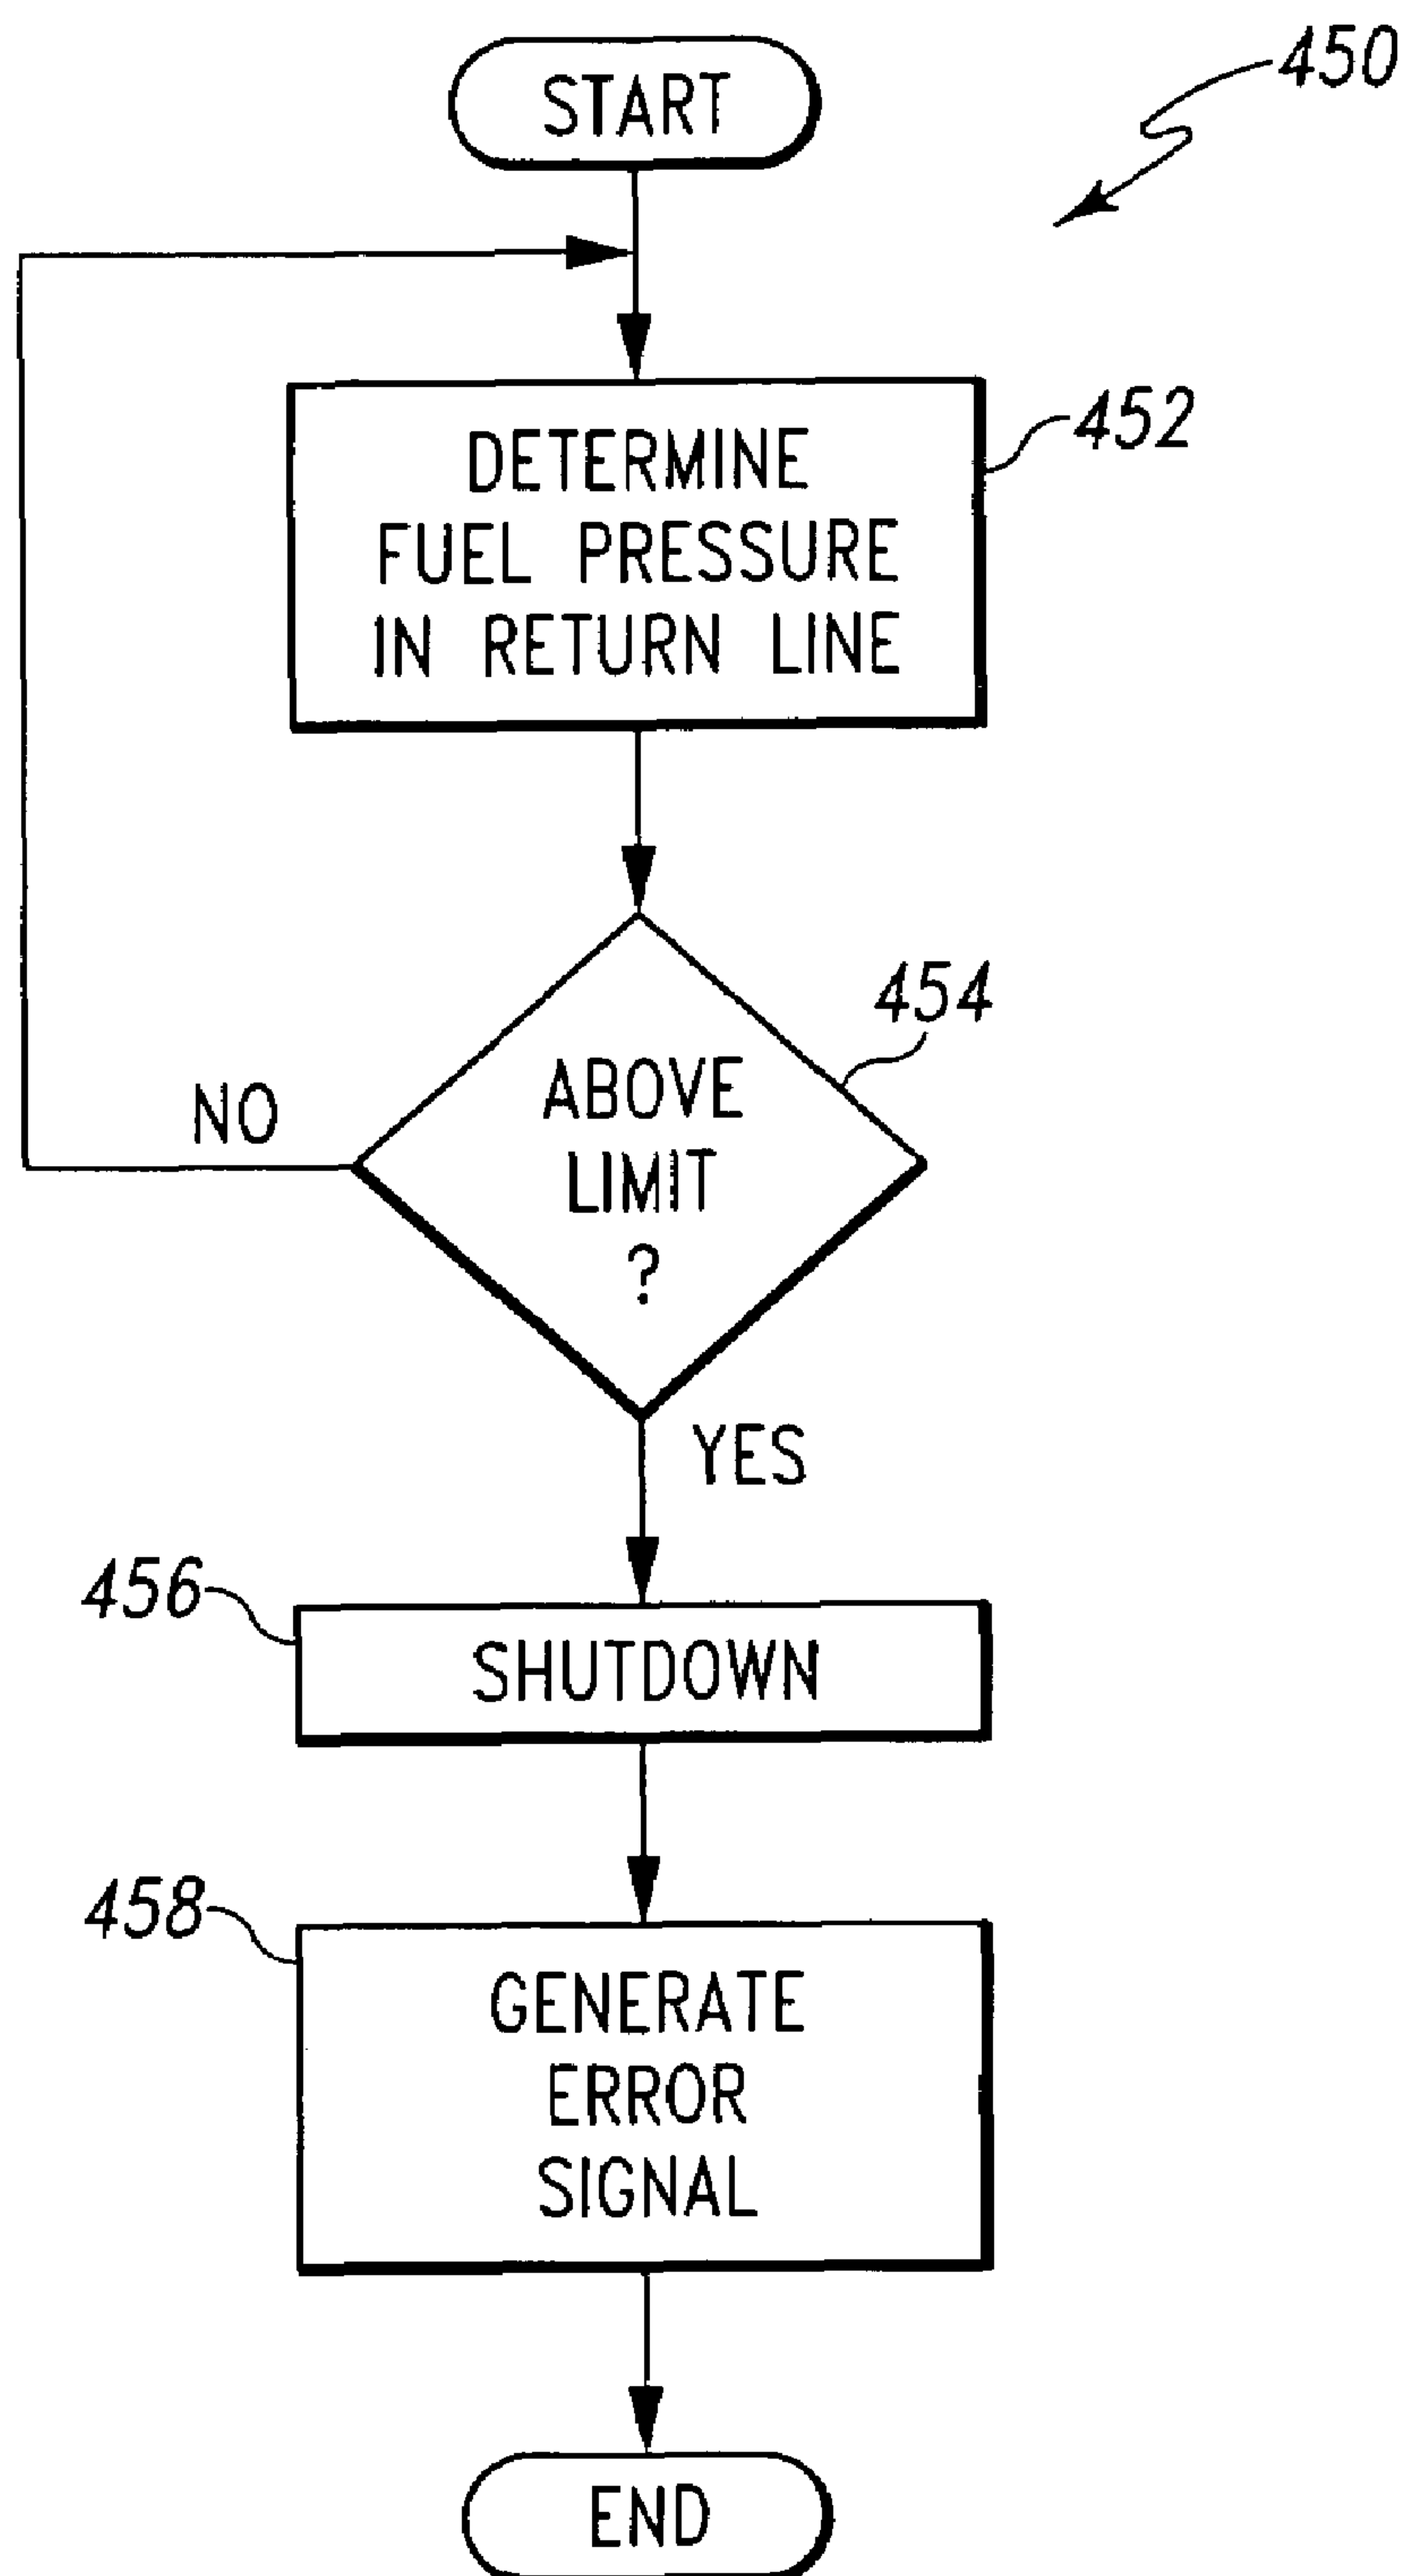 START
450
DETERMINE
FUEL PRESSURE
IN RETURN LINE
452
454
ABOVE
LIMIT
?
NO
YES
456
SHUTDOWN
458
GENERATE
ERROR
SIGNAL
END